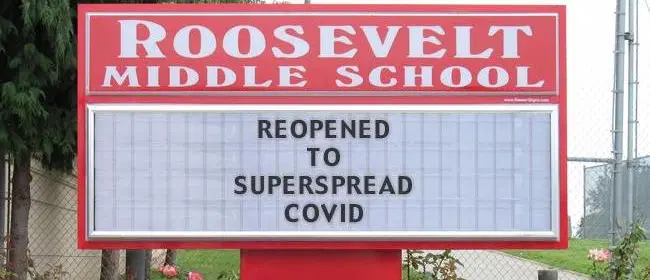 ROOSEVELT
MIDDLE SCHOOL
REOPENED
TO
SUPERSPREAD
COVID